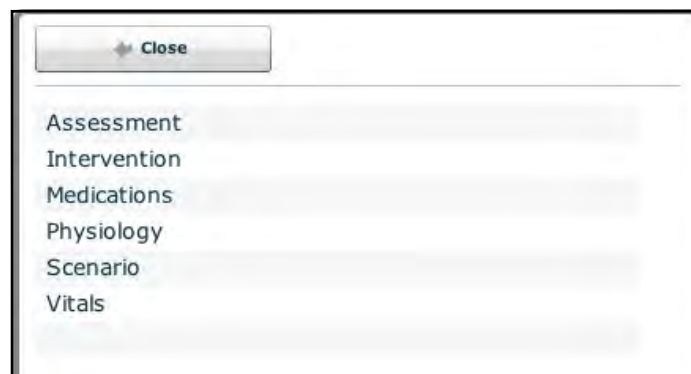 Close
Assessment
Intervention
Medications
Physiology
Scenario
Vitals